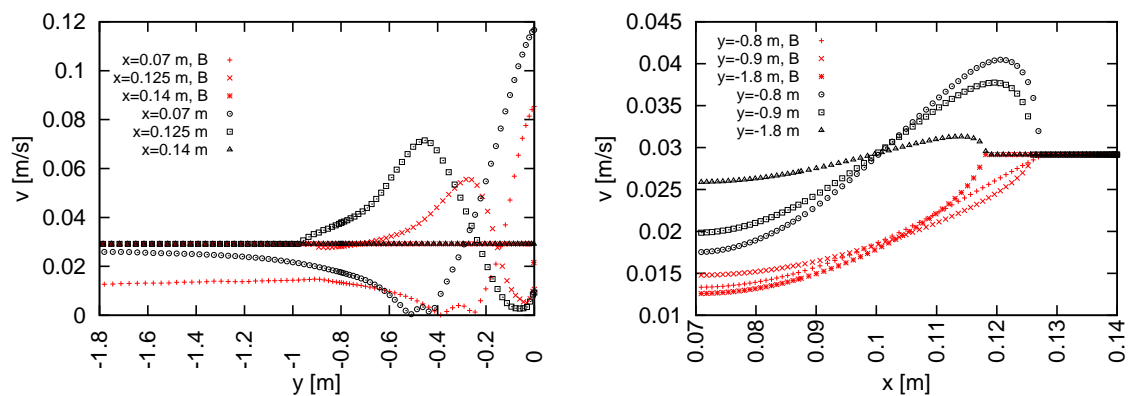 0.12
0.1
0.08
0.06
0.04
0.02
0
v [m/s]
x=0.07 m, B
x=0.125 m, B
x=0.14 m, B
x=0.07 m
x=0.125 m
x=0.14 m
-1.8
-1.6
-1.4
-1.2
-1
-0.8
-0.6
-0.4
-0.2
0
y [m]
0.045
0.04
0.035
0.03
0.025
0.02
0.015
0.01
v [m/s]
y=-0.8 m, B
y=-0.9 m, B
y=-1.8 m, B
y=-0.8 m
y=-0.9 m
y=-1.8 m
0.07
0.08
0.09
0.1
0.11
0.12
0.13
0.14
x [m]